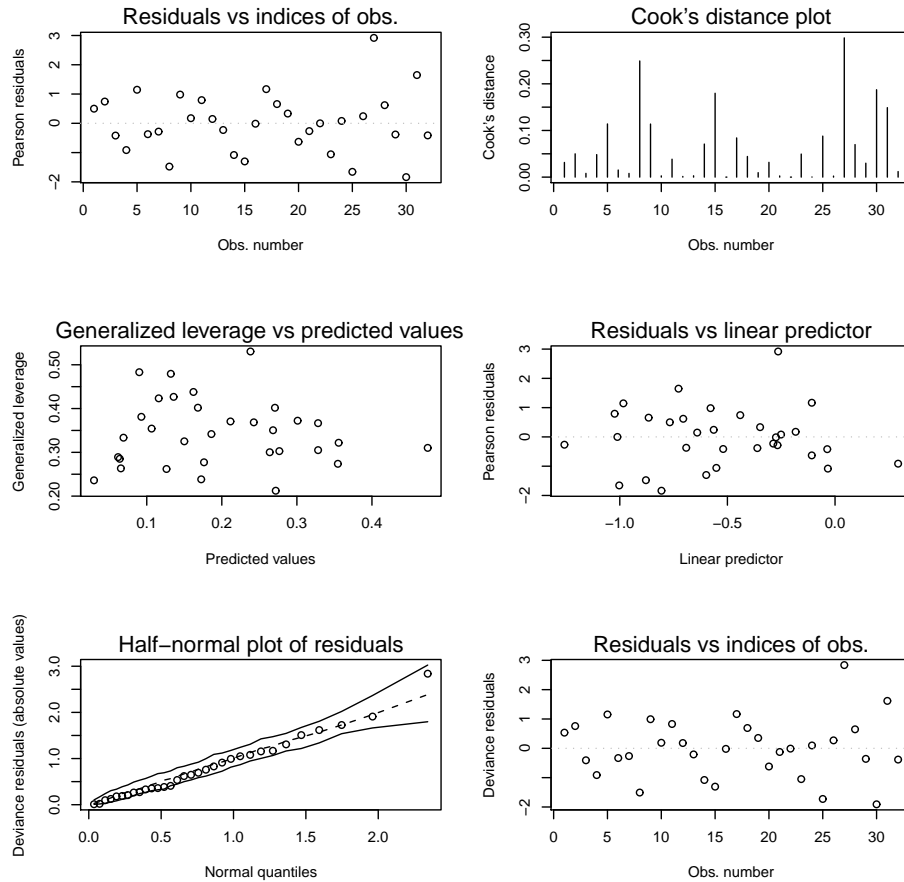 Residuals vs indices of obs.
Pearson residuals
3
2
1
0
−2
0 5 10 15 20 25 30
Obs. number
Cook's distance plot
Cook's distance
0.30
0.20
0.10
0.00
0 5 10 15 20 25 30
Obs. number
Generalized leverage vs predicted values
Generalized leverage
0.50
0.40
0.30
0.20
0.1 0.2 0.3 0.4
Predicted values
Residuals vs linear predictor
Pearson residuals
3
2
1
0
−2
−1.0 −0.5 0.0
Linear predictor
Half−normal plot of residuals
Deviance residuals (absolute values)
3.0
2.0
1.0
0.0
0.0 0.5 1.0 1.5 2.0
Normal quantiles
Residuals vs indices of obs.
Deviance residuals
3
2
1
0
−2
0 5 10 15 20 25 30
Obs. number